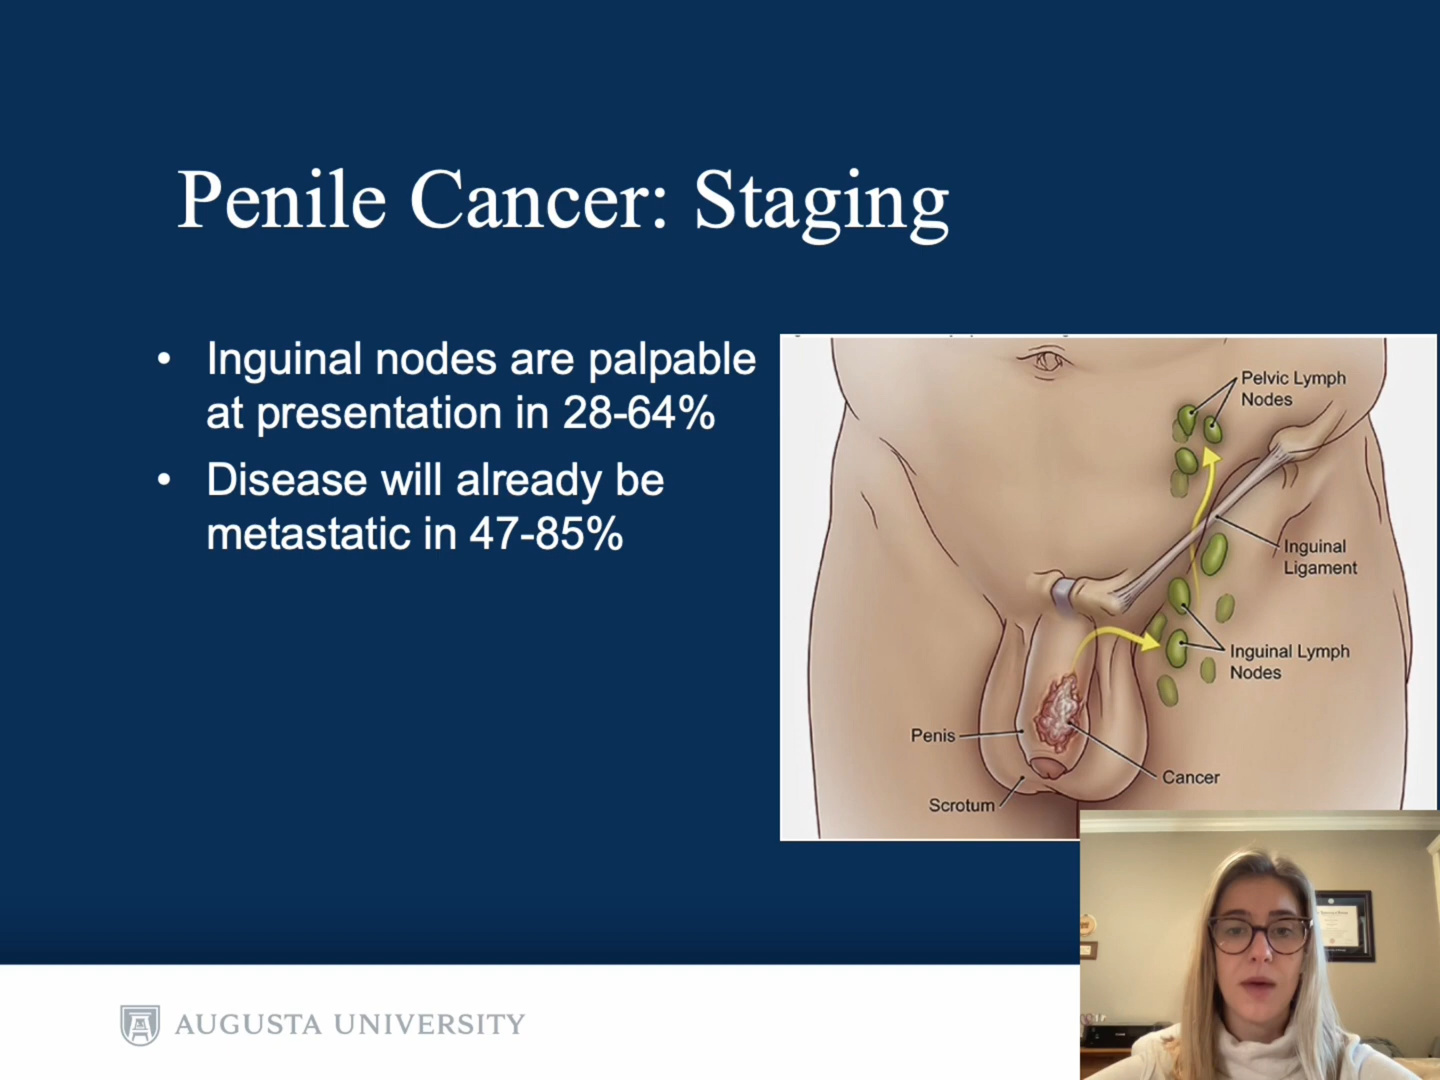 Penile Cancer: Staging
• Inguinal nodes are palpable
at presentation in 28-64%
• Disease will already be
metastatic in 47-85%
Pelvic Lymph
Nodes
Inguinal
Ligament
Inguinal Lymph
Nodes
Penis
Cancer
Scrotum
AUGUSTA UNIVERSITY